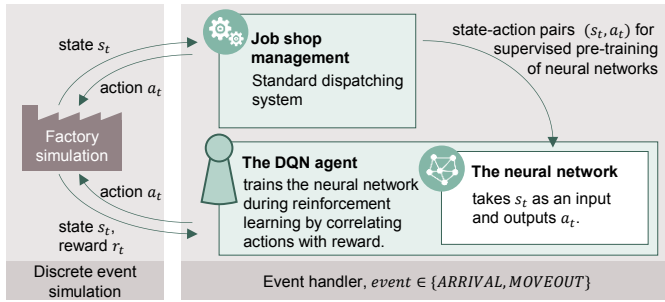 state s_t
action a_t
Factory
simulation
action a_t
state s_t,
reward r_t
Discrete event
simulation
Job shop
management
Standard dispatching
system
state-action pairs (s_t, a_t) for
supervised pre-training
of neural networks
The DQN agent
trains the neural network
during reinforcement
learning by correlating
actions with reward.
The neural network
takes s_t as an input
and outputs a_t.
Event handler, event ∈ {ARRIVAL, MOVEOUT}